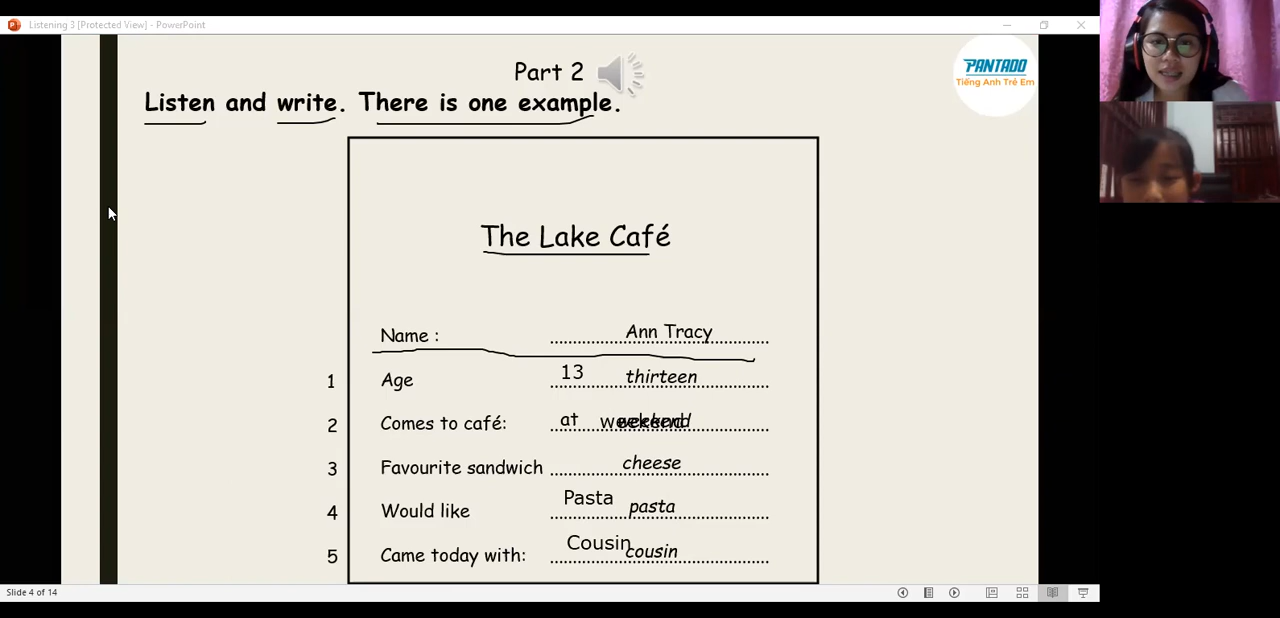 Listening 3 [Protected View] - PowerPoint
Part 2
PANTADO
Tiếng Anh Trẻ Em
Listen and write. There is one example.
The Lake Café
Name : Ann Tracy
1 Age 13 thirteen
2 Comes to café: at weekend weekend
3 Favourite sandwich cheese
4 Would like Pasta pasta
5 Came today with: Cousin cousin
Slide 4 of 14